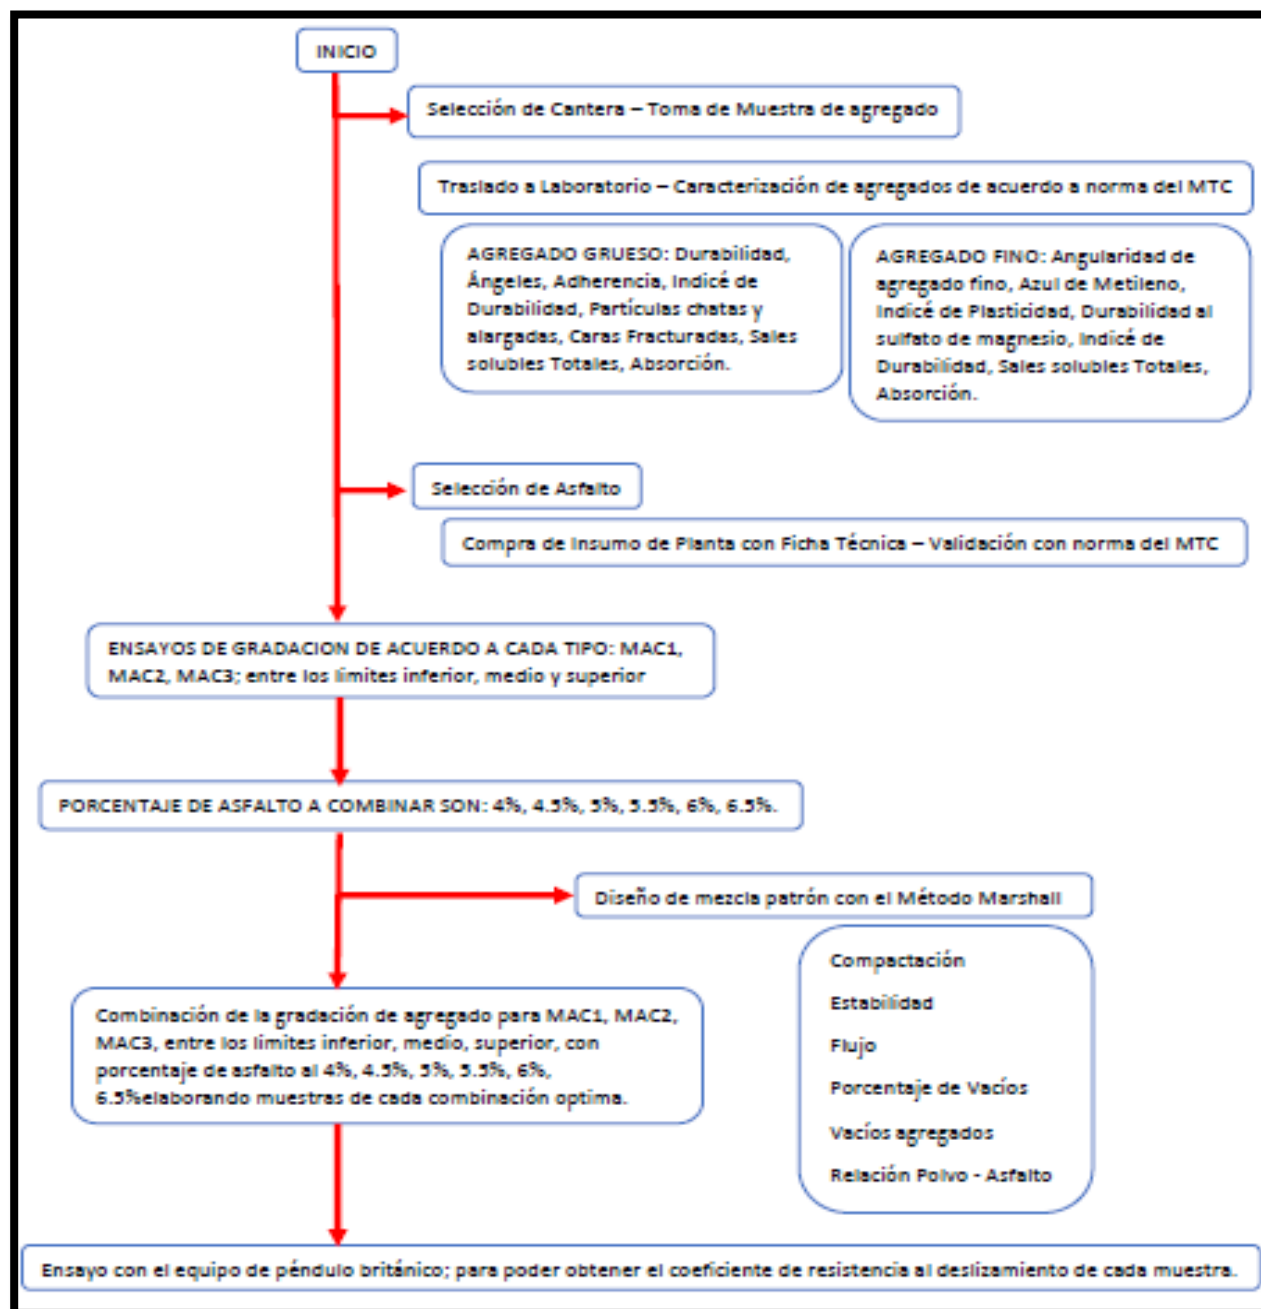 INICIO
Selección de Cantera – Toma de Muestra de agregado
Traslado a Laboratorio – Caracterización de agregados de acuerdo a norma del MTC
AGREGADO GRUESO: Durabilidad,
Ángeles, Adherencia, Indicé de
Durabilidad, Partículas chatas y
alargadas, Caras Fracturadas, Sales
solubles Totales, Absorción.
AGREGADO FINO: Angularidad de
agregado fino, Azul de Metileno,
Indicé de Plasticidad, Durabilidad al
sulfato de magnesio, Indicé de
Durabilidad, Sales solubles Totales,
Absorción.
Selección de Asfalto
Compra de Insumo de Planta con Ficha Técnica – Validación con norma del MTC
ENSAYOS DE GRADACION DE ACUERDO A CADA TIPO: MAC1,
MAC2, MAC3; entre los limites inferior, medio y superior
PORCENTAJE DE ASFALTO A COMBINAR SON: 4%, 4.5%, 5%, 5.5%, 6%, 6.5%.
Diseño de mezcla patrón con el Método Marshall
Compactación
Estabilidad
Flujo
Porcentaje de Vacíos
Vacíos agregados
Relación Polvo - Asfalto
Combinación de la gradación de agregado para MAC1, MAC2,
MAC3, entre los limites inferior, medio, superior, con
porcentaje de asfalto al 4%, 4.5%, 5%, 5.5%, 6%,
6.5%elaborando muestras de cada combinación optima.
Ensayo con el equipo de péndulo británico; para poder obtener el coeficiente de resistencia al deslizamiento de cada muestra.